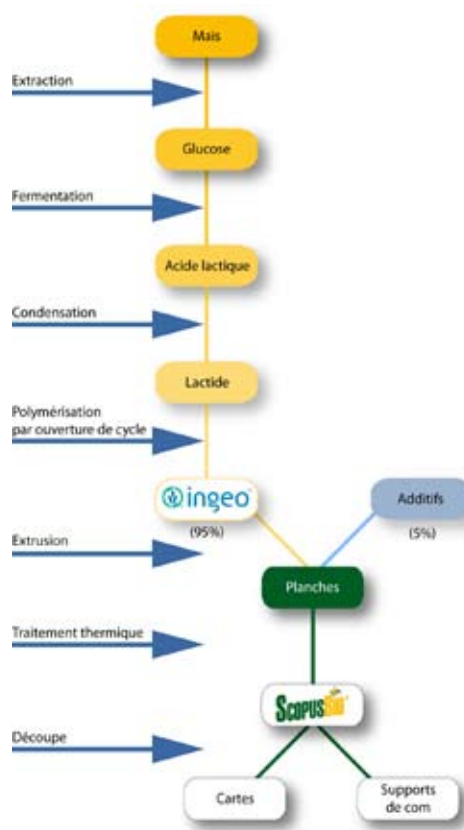 Maïs
Extraction
Glucose
Fermentation
Acide lactique
Condensation
Lactide
Polymérisation
par ouverture de cycle
ingeo
(95%)
Additifs
(5%)
Extrusion
Planches
Traitement thermique
SCOPUSBIO
Découpe
Cartes
Supports
de com